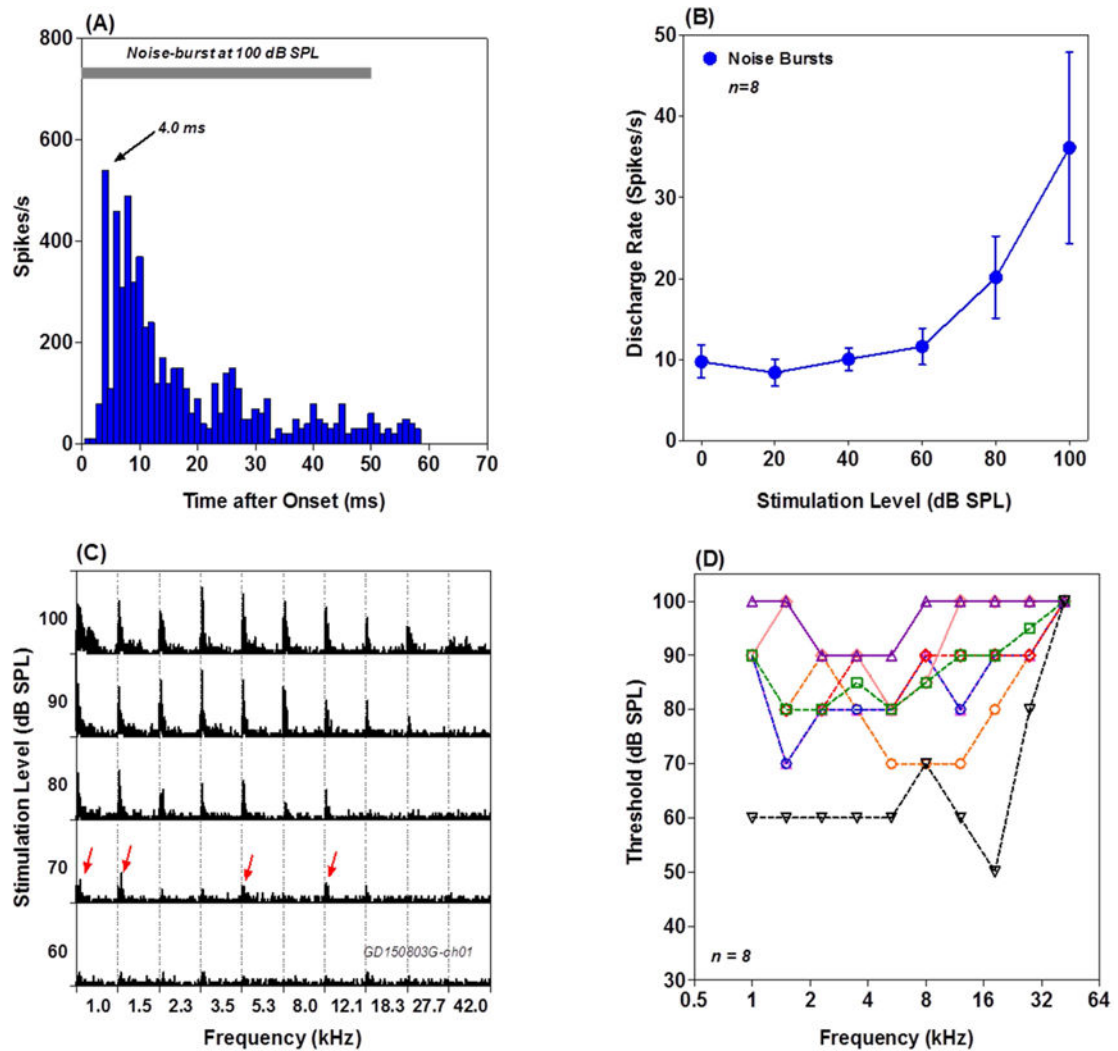 (A)
800
600
400
200
0
Noise-burst at 100 dB SPL
4.0 ms
Spikes/s
0 10 20 30 40 50 60 70
Time after Onset (ms)
(B)
50
40
30
20
10
0
Noise Bursts
n=8
Discharge Rate (Spikes/s)
0 20 40 60 80 100
Stimulation Level (dB SPL)
(C)
100
90
80
70
60
Stimulation Level (dB SPL)
GD150803G-ch01
1.0 1.5 2.3 3.5 5.3 8.0 12.1 18.3 27.7 42.0
Frequency (kHz)
(D)
100
90
80
70
60
50
40
30
Threshold (dB SPL)
n = 8
0.5 1 2 4 8 16 32 64
Frequency (kHz)